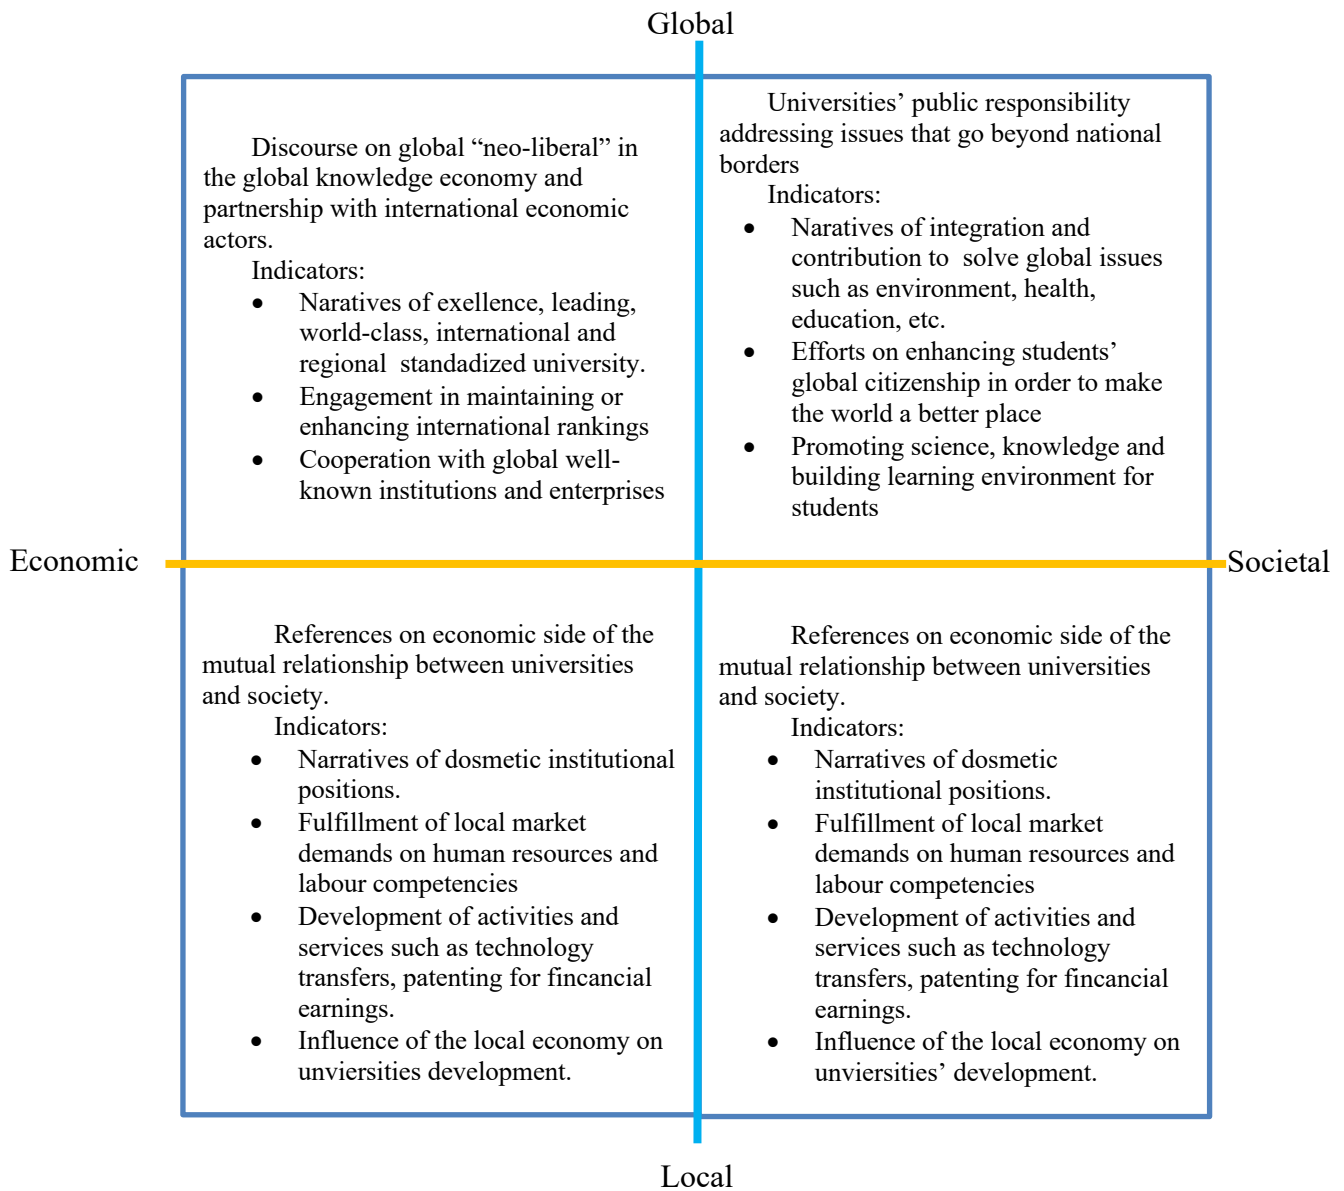 Global
Discourse on global “neo-liberal” in
the global knowledge economy and
partnership with international economic
actors.
Indicators:
• Naratives of exellence, leading,
world-class, international and
regional standadized university.
• Engagement in maintaining or
enhancing international rankings
• Cooperation with global well-
known institutions and enterprises
Universities’ public responsibility
addressing issues that go beyond national
borders
Indicators:
• Naratives of integration and
contribution to solve global issues
such as environment, health,
education, etc.
• Efforts on enhancing students’
global citizenship in order to make
the world a better place
• Promoting science, knowledge and
building learning environment for
students
Economic
Societal
References on economic side of the
mutual relationship between universities
and society.
Indicators:
• Narratives of dosmetic institutional
positions.
• Fulfillment of local market
demands on human resources and
labour competencies
• Development of activities and
services such as technology
transfers, patenting for fincancial
earnings.
• Influence of the local economy on
unviersities development.
References on economic side of the
mutual relationship between universities
and society.
Indicators:
• Narratives of dosmetic
institutional positions.
• Fulfillment of local market
demands on human resources and
labour competencies
• Development of activities and
services such as technology
transfers, patenting for fincancial
earnings.
• Influence of the local economy on
unviersities’ development.
Local